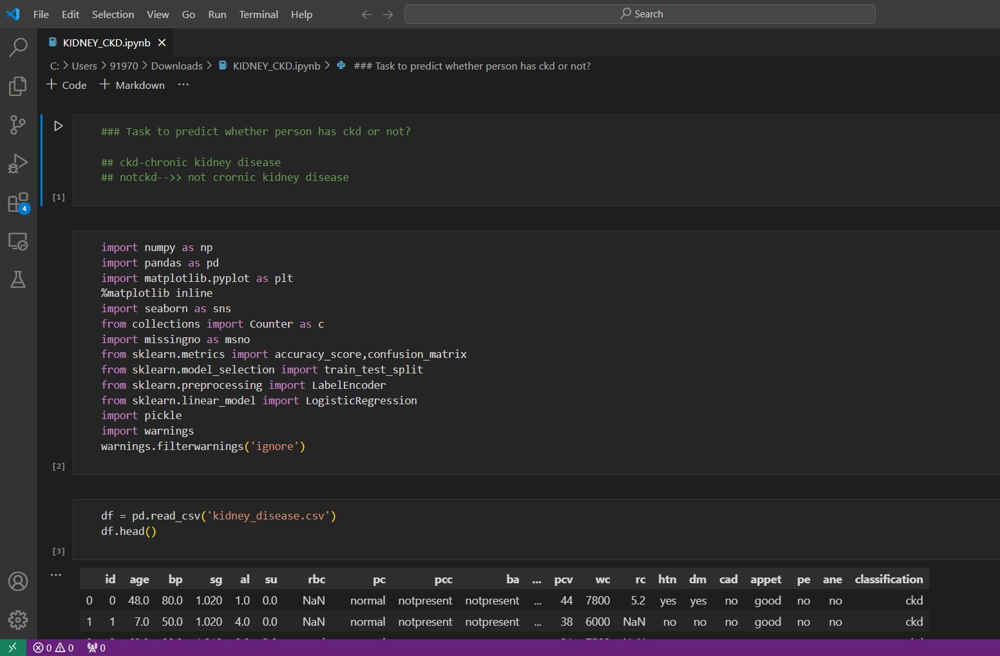 File Edit Selection View Go Run Terminal Help
Search
KIDNEY_CKD.ipynb
C: > Users > 91970 > Downloads > KIDNEY_CKD.ipynb > ### Task to predict whether person has ckd or not?
+ Code + Markdown ...
### Task to predict whether person has ckd or not?
## ckd-chronic kidney disease
## notckd-->> not crornic kidney disease
[1]
import numpy as np
import pandas as pd
import matplotlib.pyplot as plt
%matplotlib inline
import seaborn as sns
from collections import Counter as c
import missingno as msno
from sklearn.metrics import accuracy_score,confusion_matrix
from sklearn.model_selection import train_test_split
from sklearn.preprocessing import LabelEncoder
from sklearn.linear_model import LogisticRegression
import pickle
import warnings
warnings.filterwarnings('ignore')
[2]
df = pd.read_csv('kidney_disease.csv')
df.head()
[3]
4
...
id age bp sg al su rbc pc pcc ba ... pcv wc rc htn dm cad appet pe ane classification
0 0 48.0 80.0 1.020 1.0 0.0 NaN normal notpresent notpresent ... 44 7800 5.2 yes yes no good no no ckd
1 1 7.0 50.0 1.020 4.0 0.0 NaN normal notpresent notpresent ... 38 6000 NaN no no no good no no ckd
0 0 0